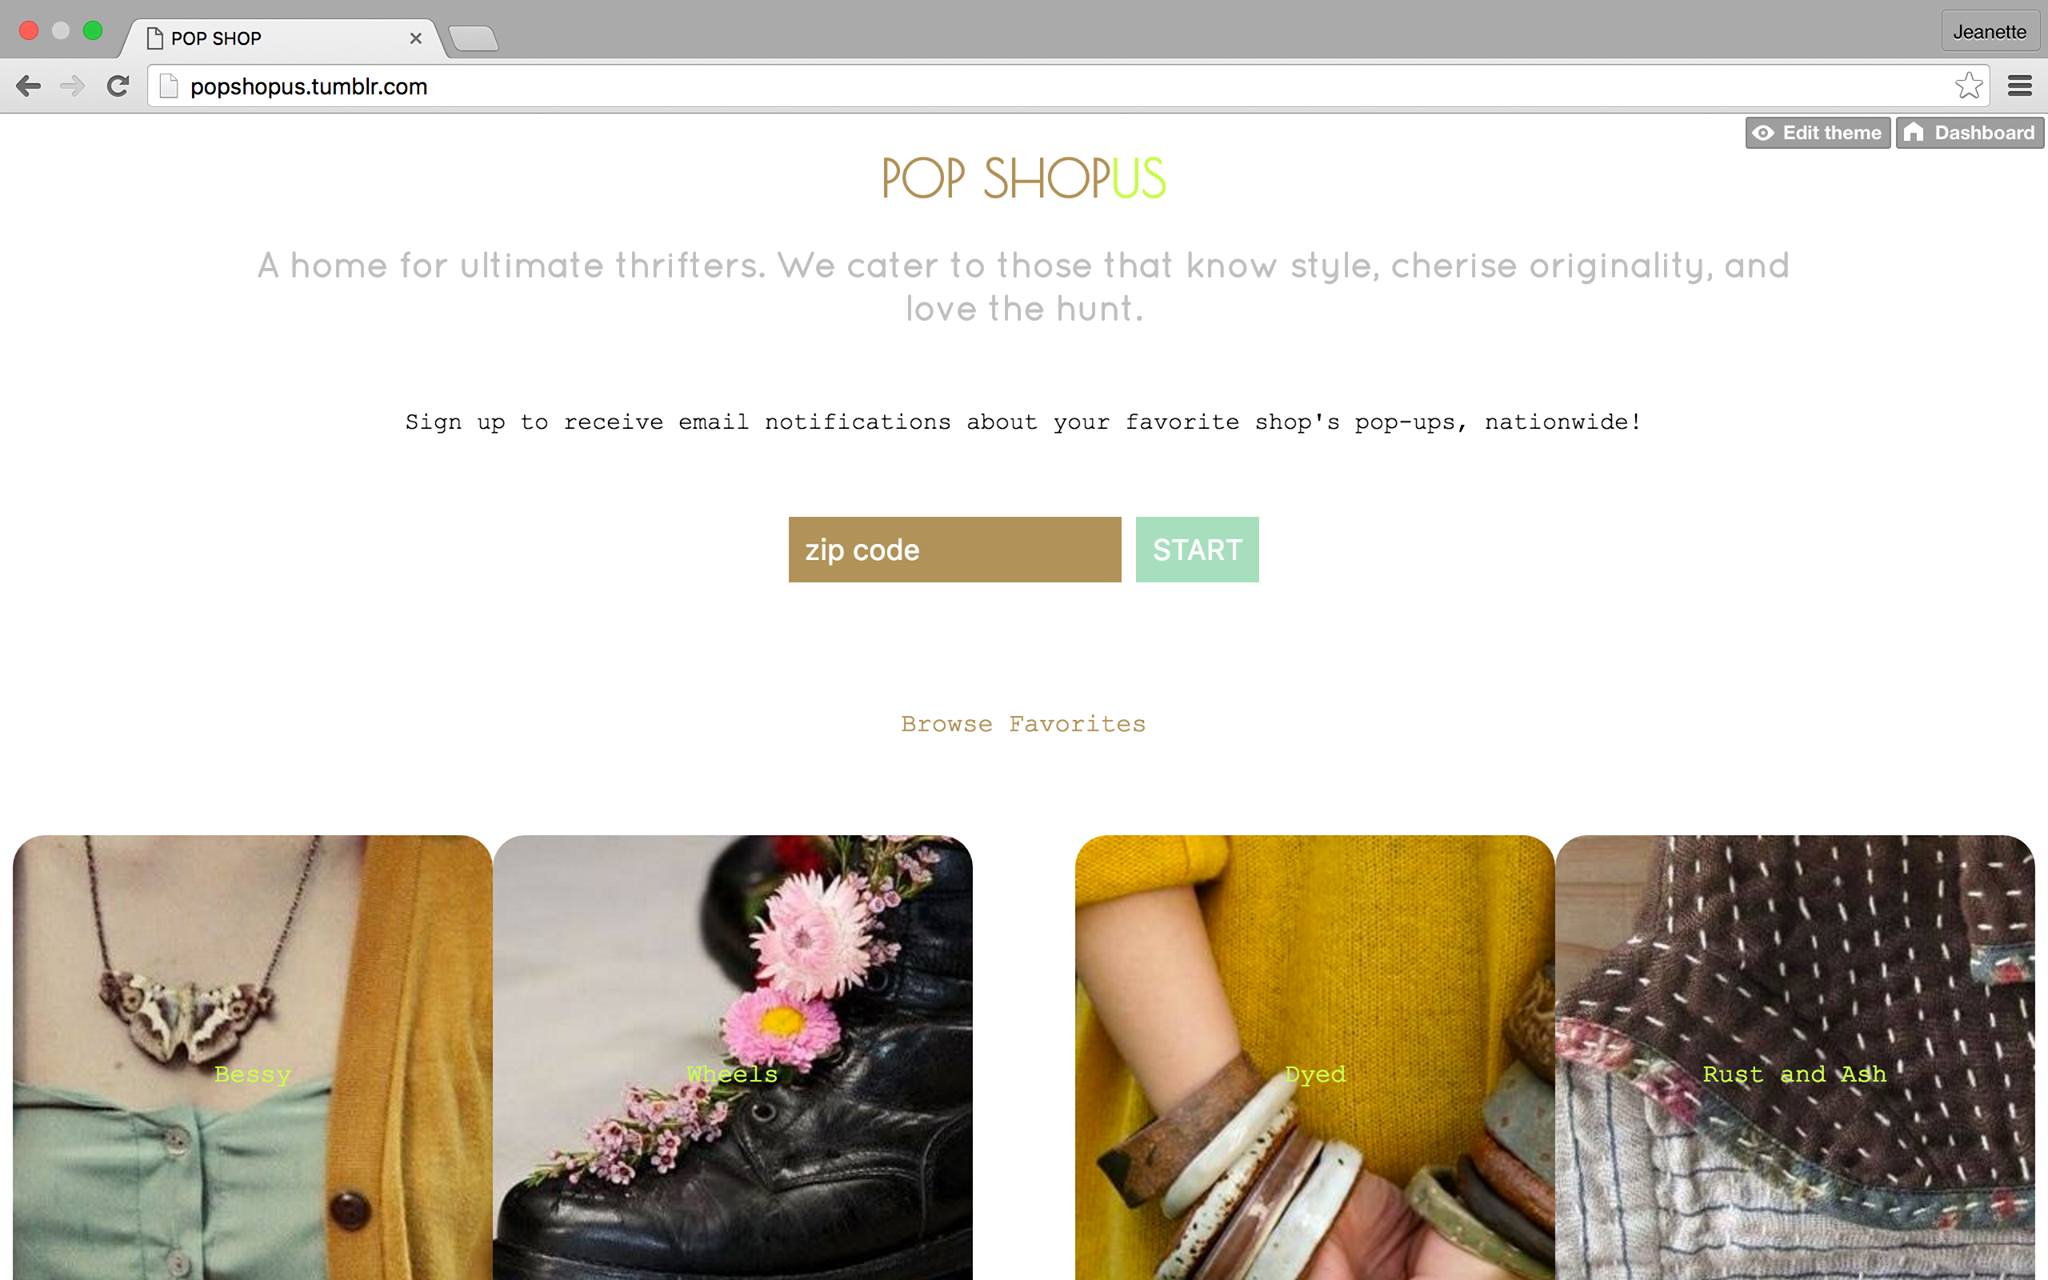 POP SHOP
Jeanette
popshopus.tumblr.com
Edit theme
Dashboard
POP SHOPUS
A home for ultimate thrifters. We cater to those that know style, cherise originality, and
love the hunt.
Sign up to receive email notifications about your favorite shop's pop-ups, nationwide!
zip code
START
Browse Favorites
Bessy
Wheels
Dyed
Rust and Ash